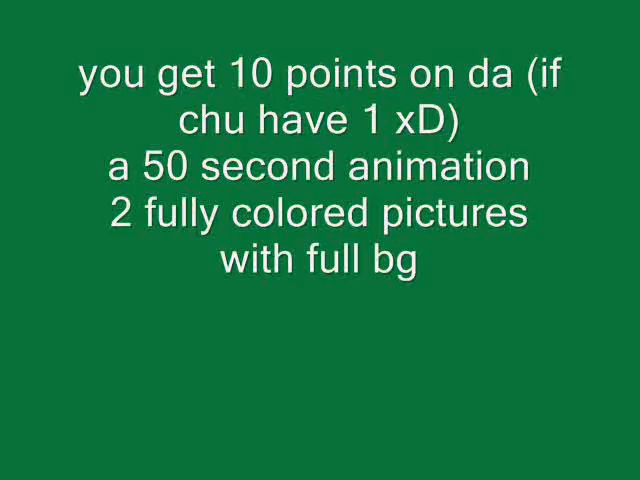 you get 10 points on da (if
chu have 1 xD)
a 50 second animation
2 fully colored pictures
with full bg